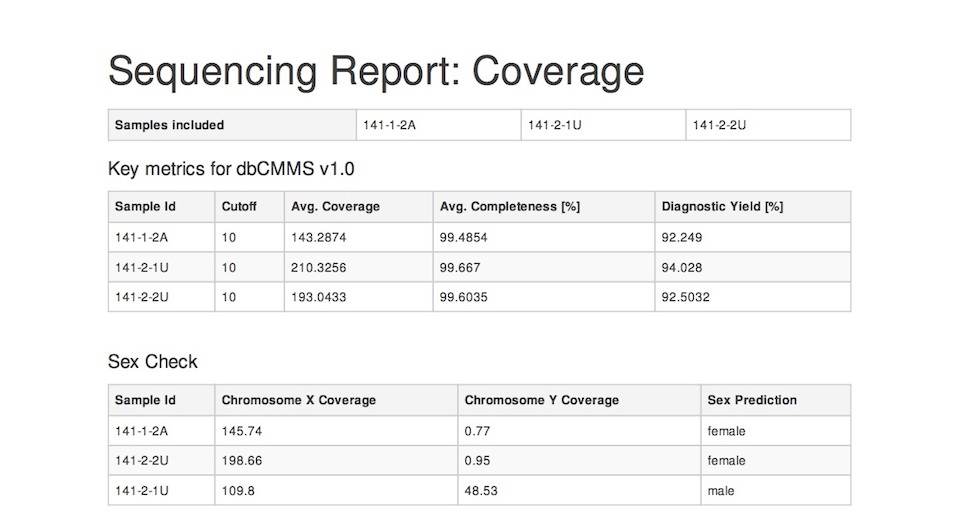 Sequencing Report: Coverage
Samples included 141-1-2A 141-2-1U 141-2-2U
Key metrics for dbCMMS v1.0
Sample Id Cutoff Avg. Coverage Avg. Completeness [%] Diagnostic Yield [%]
141-1-2A 10 143.2874 99.4854 92.249
141-2-1U 10 210.3256 99.667 94.028
141-2-2U 10 193.0433 99.6035 92.5032
Sex Check
Sample Id Chromosome X Coverage Chromosome Y Coverage Sex Prediction
141-1-2A 145.74 0.77 female
141-2-2U 198.66 0.95 female
141-2-1U 109.8 48.53 male